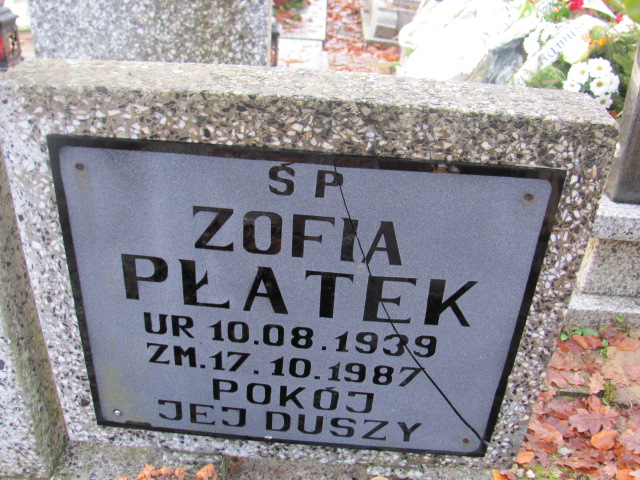 ŚP
ZOFIA
PŁATEK
UR 10.08.1939
ZM.17.10.1987
POKÓJ
JEJ DUSZY